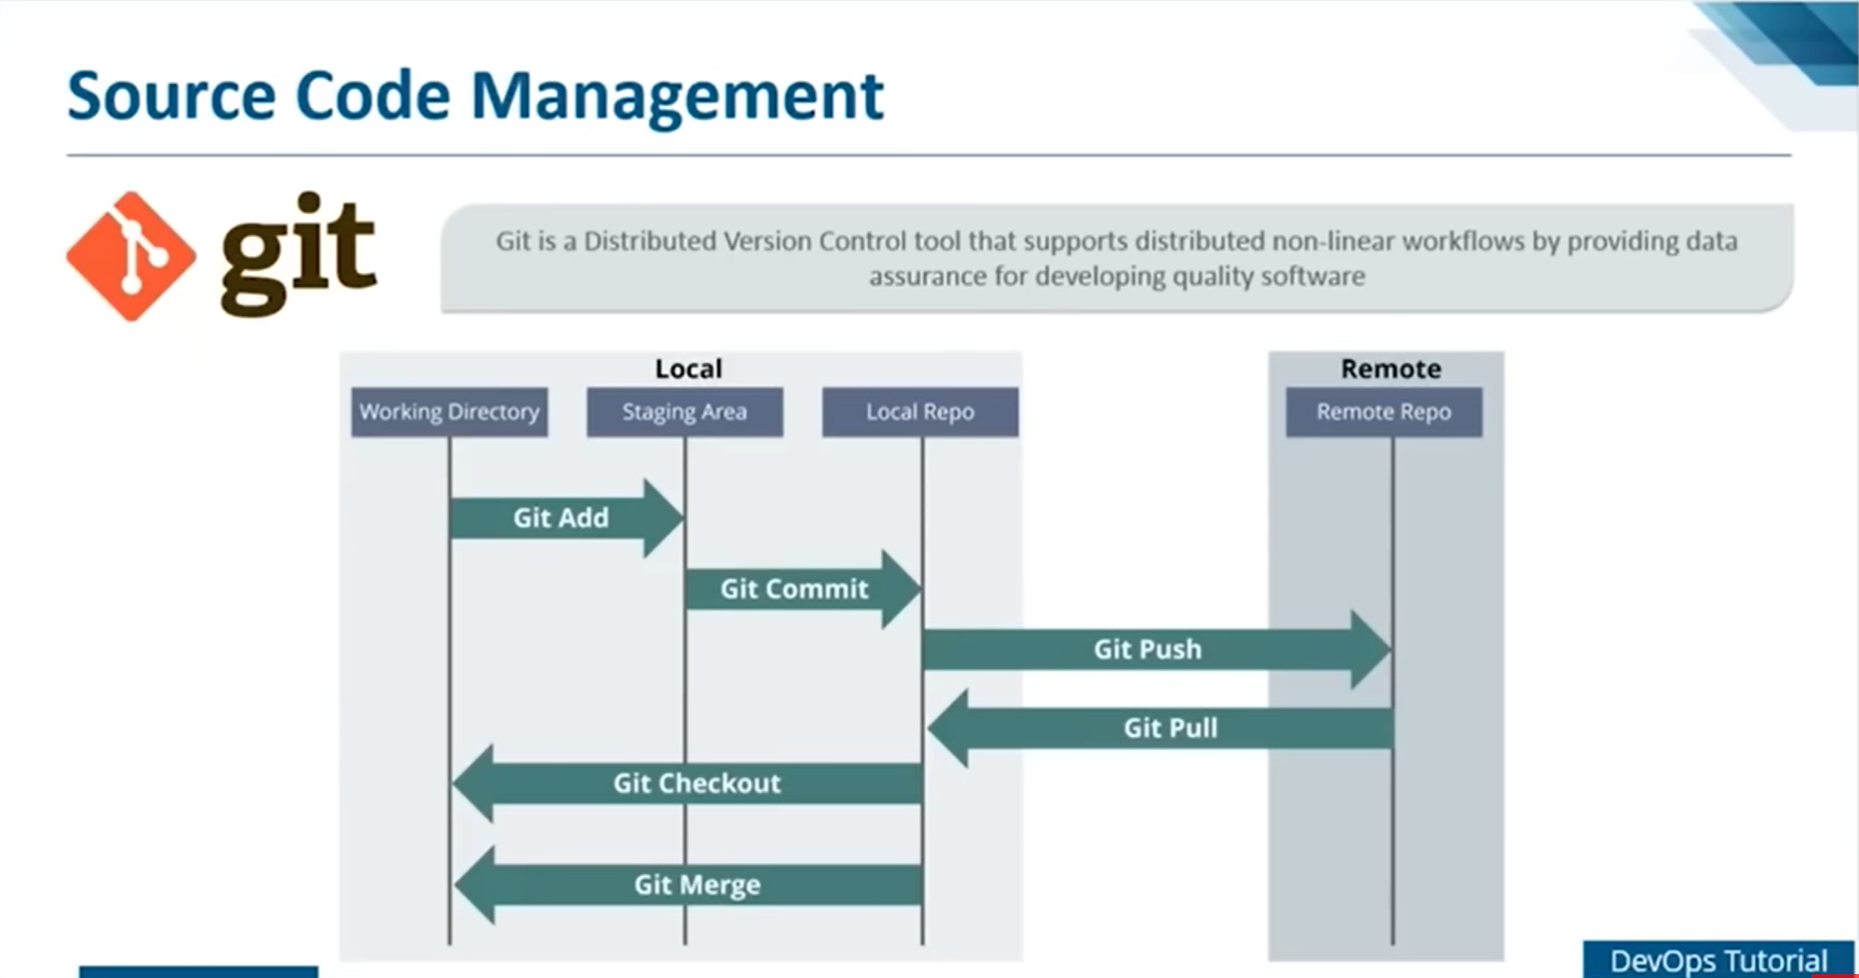 Source Code Management
git
Git is a Distributed Version Control tool that supports distributed non-linear workflows by providing data
assurance for developing quality software
Local
Remote
Working Directory
Staging Area
Local Repo
Remote Repo
Git Add
Git Commit
Git Push
Git Pull
Git Checkout
Git Merge
DevOps Tutorial